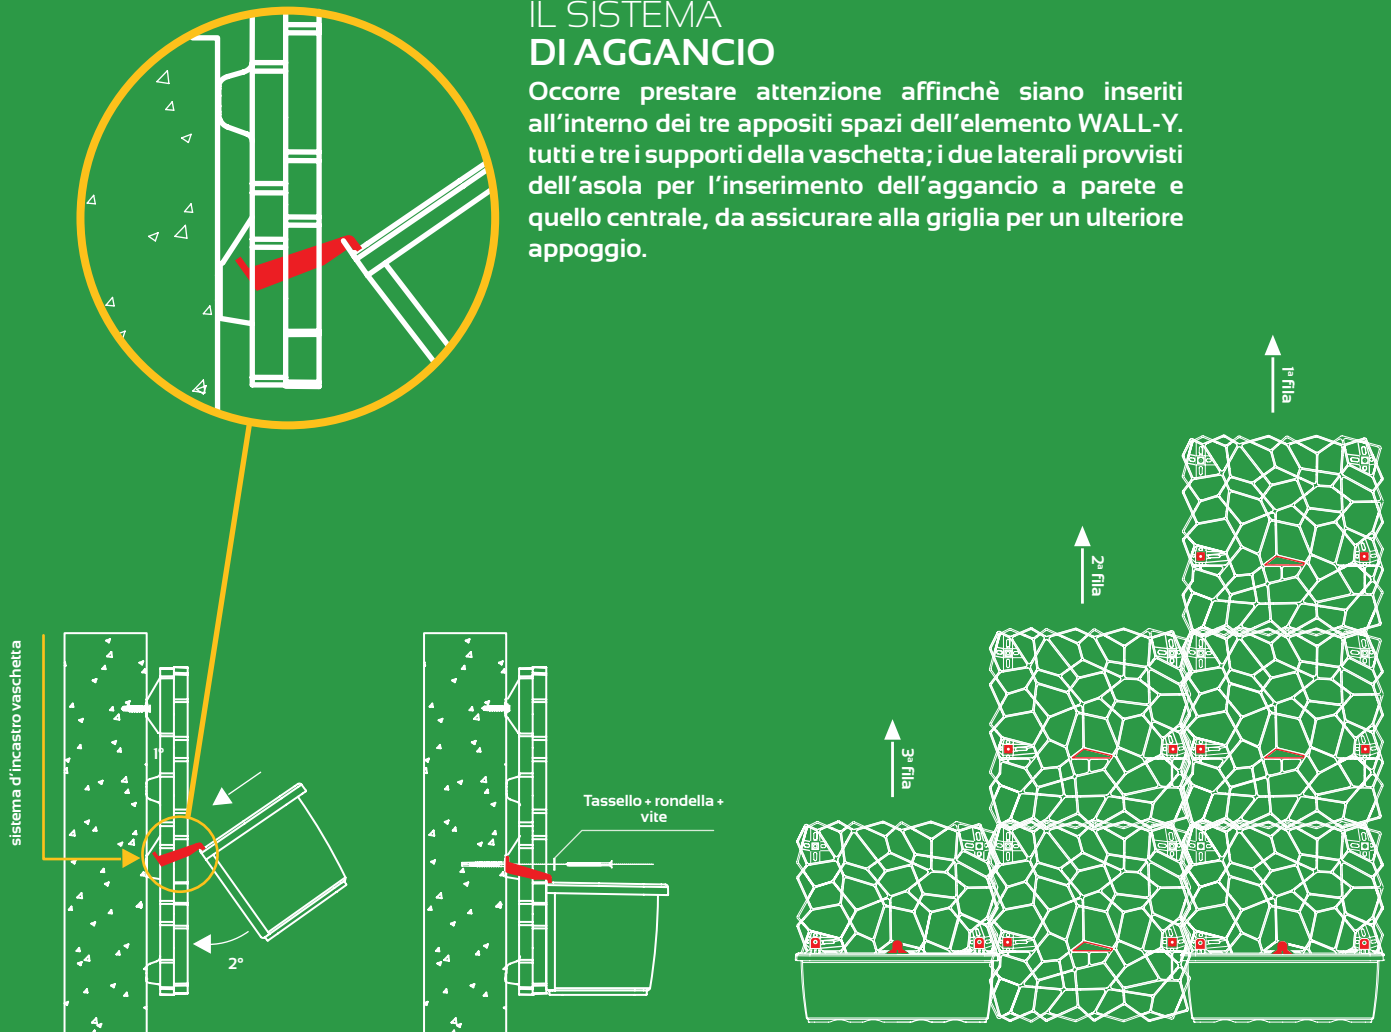 IL SISTEMA
DI AGGANCIO
Occorre prestare attenzione affinchè siano inseriti
all'interno dei tre appositi spazi dell'elemento WALL-Y.
tutti e tre i supporti della vaschetta; i due laterali provvisti
dell'asola per l'inserimento dell'aggancio a parete e
quello centrale, da assicurare alla griglia per un ulteriore
appoggio.
1ª fila
2ª fila
3ª fila
sistema d'incastro vaschetta
1°
2°
Tassello + rondella +
vite